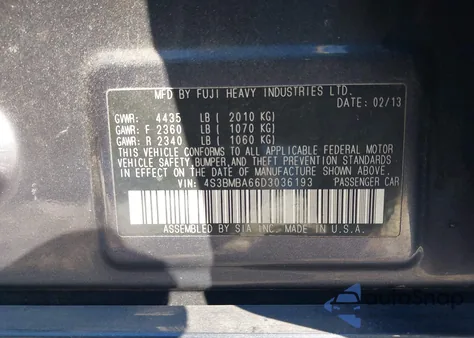 MFD BY FUJI HEAVY INDUSTRIES LTD.
DATE: 02/13
GVWR: 4435 LB ( 2010 KG)
GAWR: F 2360 LB ( 1070 KG)
GAWR: R 2340 LB ( 1060 KG)
THIS VEHICLE CONFORMS TO ALL APPLICABLE FEDERAL MOTOR
VEHICLE SAFETY, BUMPER, AND THEFT PREVENTION STANDARDS
IN EFFECT ON THE DATE OF MANUFACTURE SHOWN ABOVE.
VIN: 4S3BMBA66D3036193 PASSENGER CAR
ASSEMBLED BY SIA INC. MADE IN U.S.A.
autoSnap